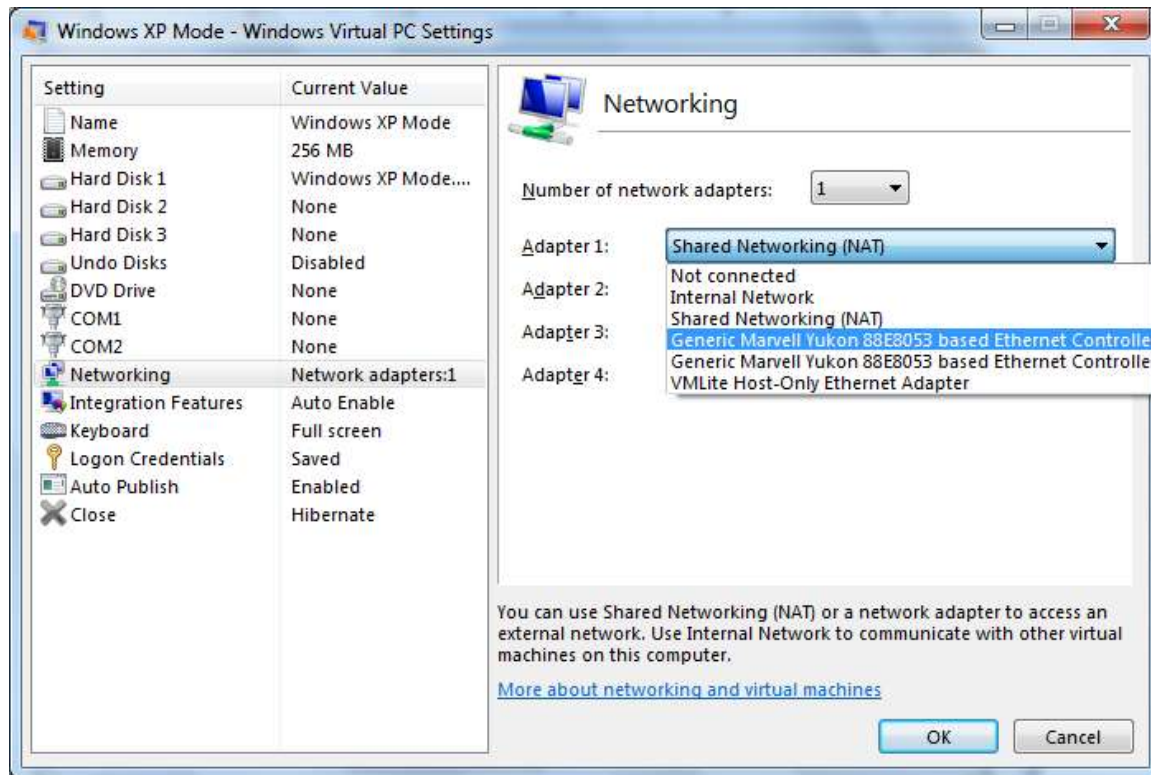 Windows XP Mode - Windows Virtual PC Settings
Setting Current Value
Name Windows XP Mode
Memory 256 MB
Hard Disk 1 Windows XP Mode....
Hard Disk 2 None
Hard Disk 3 None
Undo Disks Disabled
DVD Drive None
COM1 None
COM2 None
Networking Network adapters:1
Integration Features Auto Enable
Keyboard Full screen
Logon Credentials Saved
Auto Publish Enabled
Close Hibernate
Networking
Number of network adapters: 1
Adapter 1: Shared Networking (NAT)
Not connected
Adapter 2:
Internal Network
Shared Networking (NAT)
Adapter 3:
Generic Marvell Yukon 88E8053 based Ethernet Controlle
Generic Marvell Yukon 88E8053 based Ethernet Controlle
Adapter 4:
VMLite Host-Only Ethernet Adapter
You can use Shared Networking (NAT) or a network adapter to access an
external network. Use Internal Network to communicate with other virtual
machines on this computer.
More about networking and virtual machines
OK Cancel